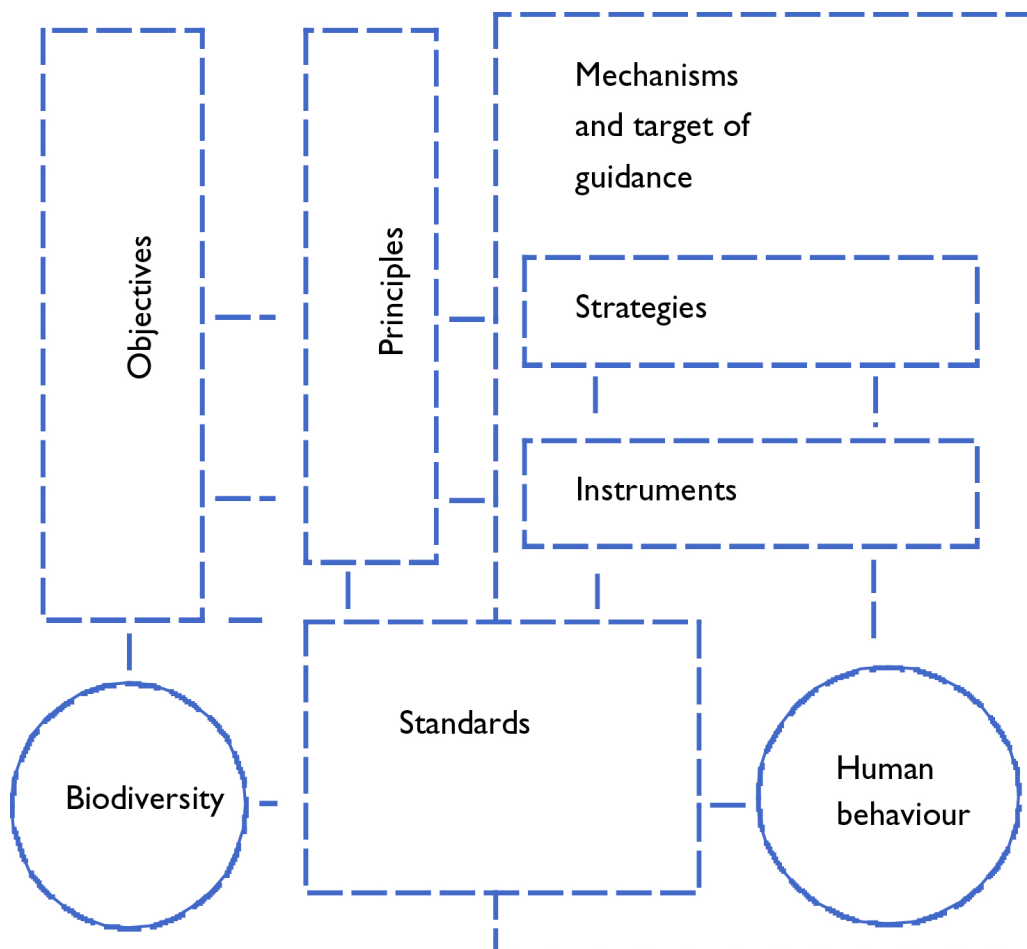 Objectives
Principles
Mechanisms
and target of
guidance
Strategies
Instruments
Standards
Biodiversity
Human
behaviour